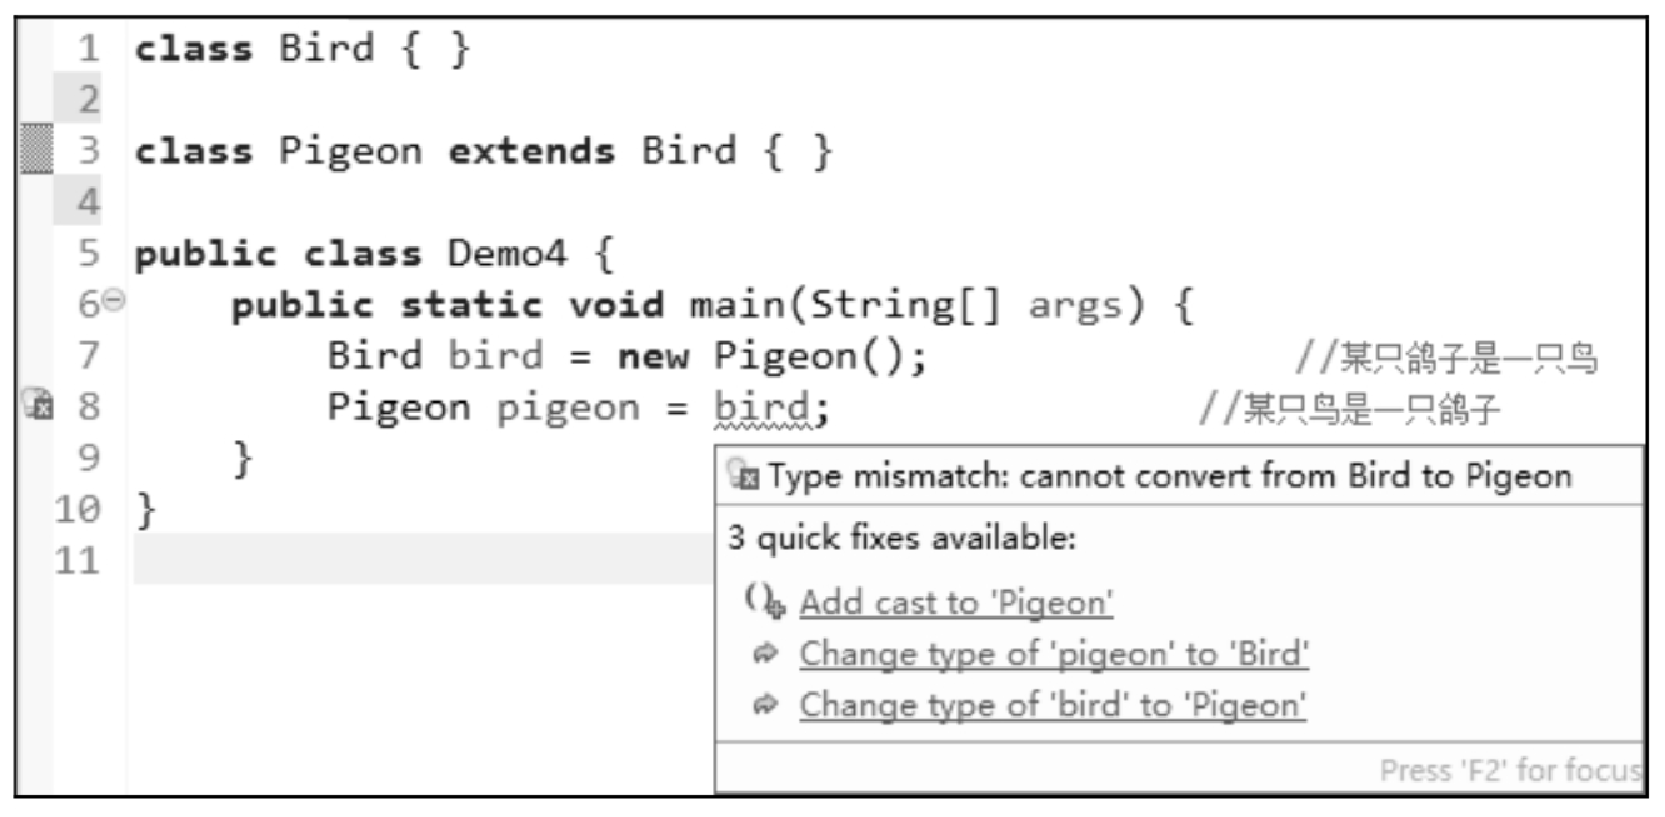 1 class Bird { }
2
3 class Pigeon extends Bird { }
4
5 public class Demo4 {
6 public static void main(String[] args) {
7 Bird bird = new Pigeon(); //某只鸽子是一只鸟
8 Pigeon pigeon = bird; //某只鸟是一只鸽子
9 }
10 }
11
Type mismatch: cannot convert from Bird to Pigeon
3 quick fixes available:
Add cast to 'Pigeon'
Change type of 'pigeon' to 'Bird'
Change type of 'bird' to 'Pigeon'
Press 'F2' for focus